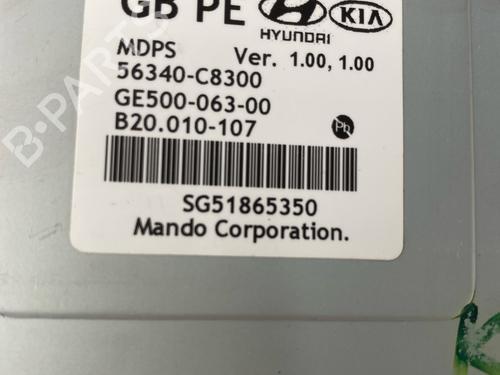 GB PE HYUNDAI KIA
MDPS Ver. 1.00, 1.00
56340-C8300
GE500-063-00
B20.010-107 Pb
SG51865350
Mando Corporation.
B-PARTS